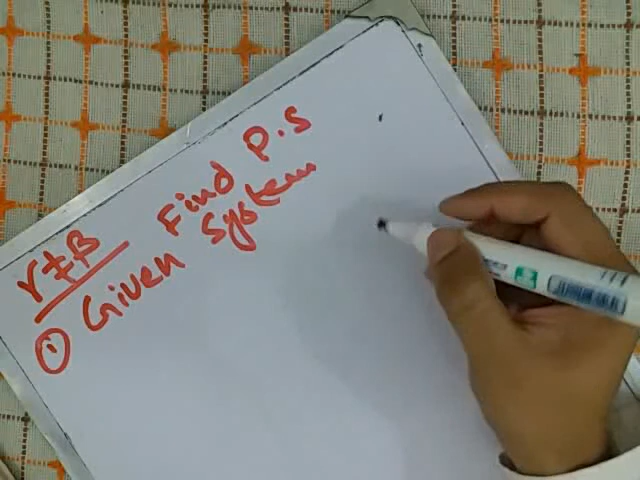 r≠B Find P.S
① Given System